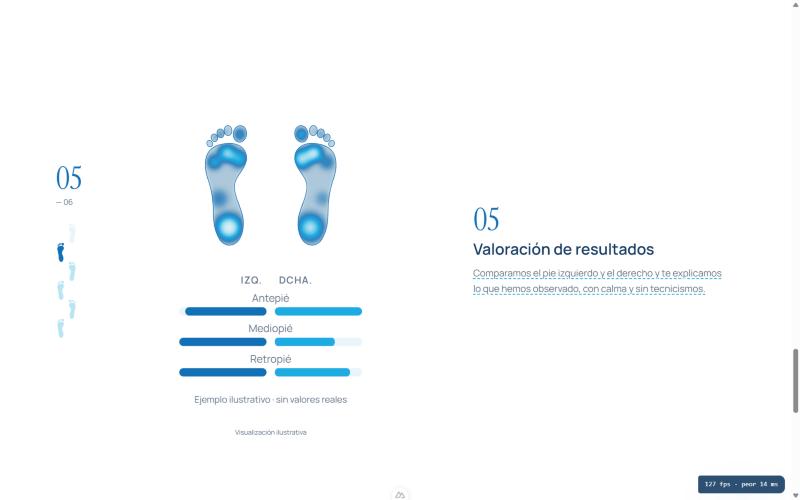 05
— 06
IZQ. DCHA.
Antepié
Mediopié
Retropié
Ejemplo ilustrativo · sin valores reales
Visualización ilustrativa
05
Valoración de resultados
Comparamos el pie izquierdo y el derecho y te explicamos
lo que hemos observado, con calma y sin tecnicismos.
127 fps · peor 14 ms